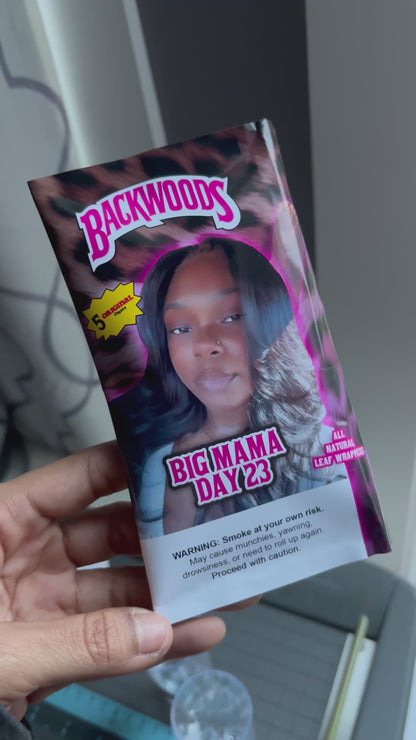 BACKWOODS
5 ORIGINAL
Cigars
BIG MAMA
DAY 23
ALL
NATURAL
LEAF WRAPPER
WARNING: Smoke at your own risk.
May cause munchies, yawning,
drowsiness, or need to roll up again.
Proceed with caution.